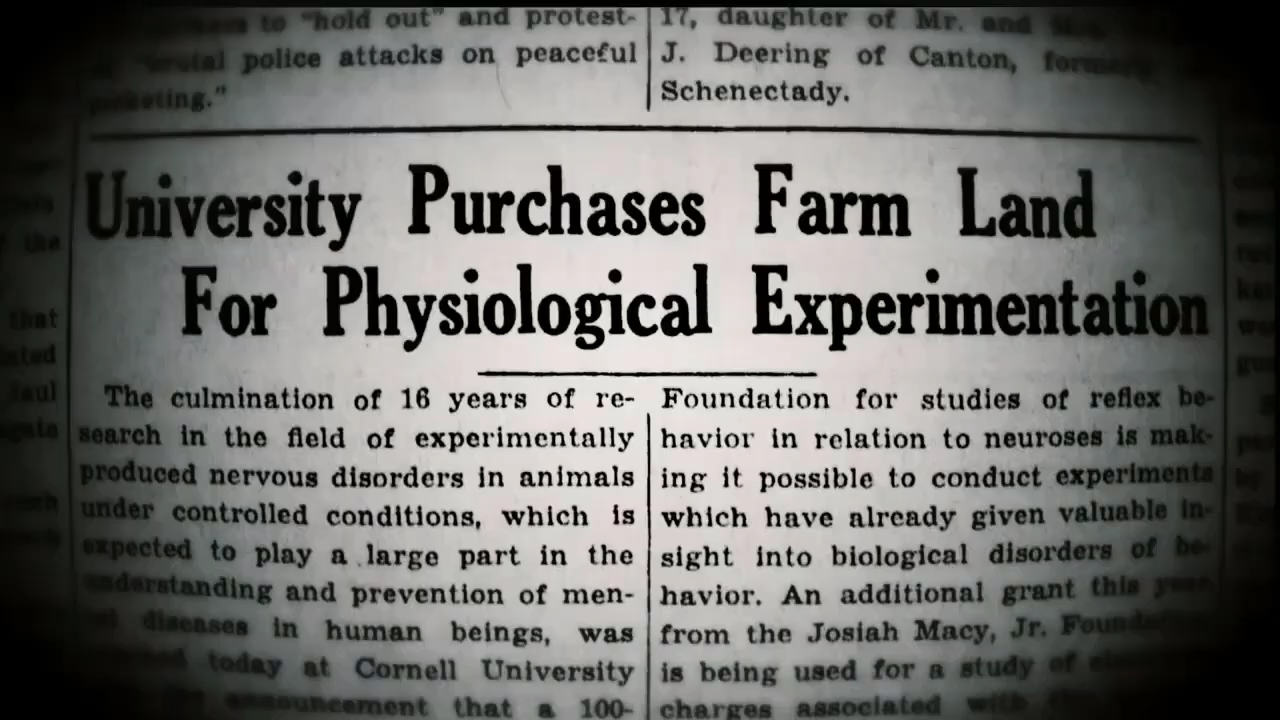 to "hold out" and protest-
police attacks on peaceful
17, daughter of Mr. and
J. Deering of Canton,
Schenectady.
University Purchases Farm Land
For Physiological Experimentation
The culmination of 16 years of re-
search in the field of experimentally
produced nervous disorders in animals
under controlled conditions, which is
expected to play a large part in the
understanding and prevention of men-
diseases in human beings, was
today at Cornell University
announcement that a 100-
Foundation for studies of reflex be-
havior in relation to neuroses is mak-
ing it possible to conduct experiments
which have already given valuable in-
sight into biological disorders of be-
havior. An additional grant this year
from the Josiah Macy, Jr. Foundation
is being used for a study of
charges associated with
that